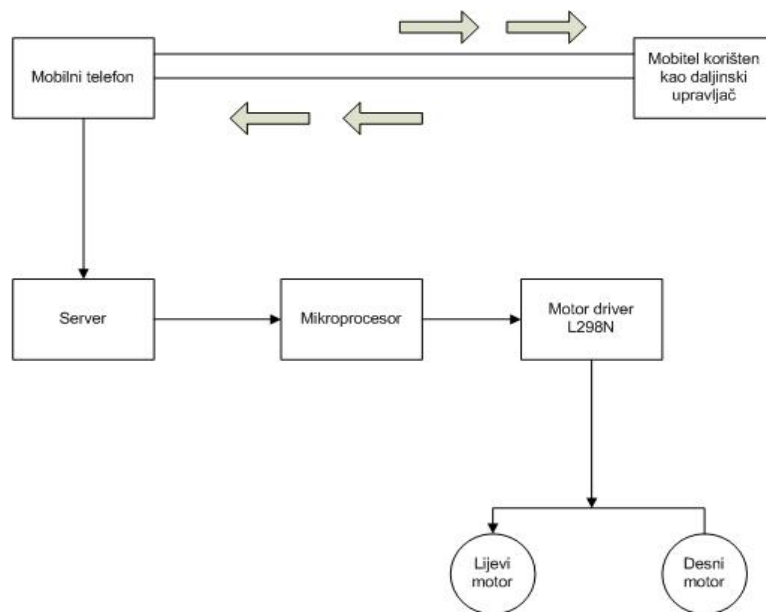 Mobilni telefon
Mobitel korišten
kao daljinski
upravljač
Server
Mikroprocesor
Motor driver
L298N
Lijevi
motor
Desni
motor